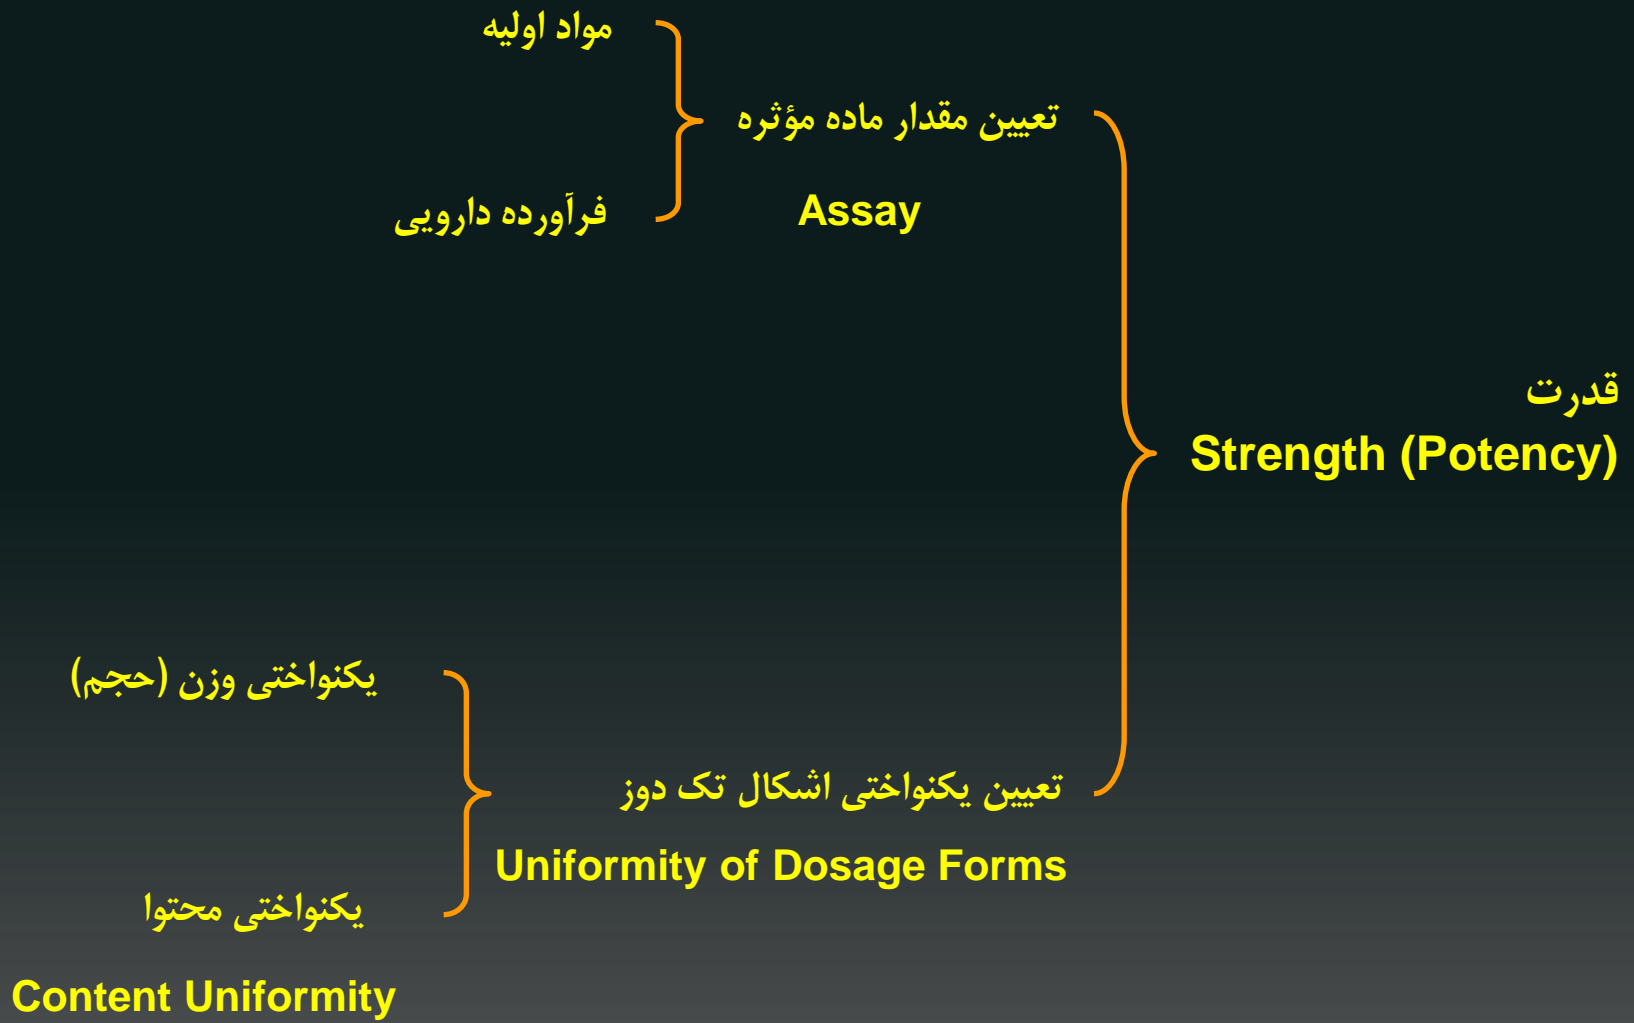 قدرت
Strength (Potency)
تعیین مقدار ماده مؤثره
Assay
مواد اولیه
فرآورده دارویی
تعیین یکنواختی اشکال تک دوز
Uniformity of Dosage Forms
یکنواختی وزن (حجم)
یکنواختی محتوا
Content Uniformity